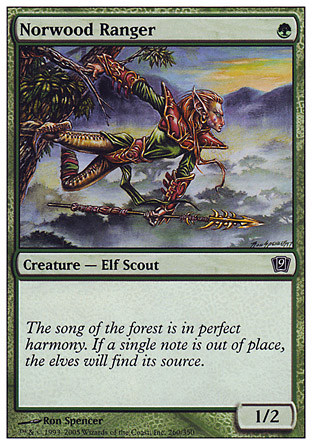 Norwood Ranger
Creature — Elf Scout
9
The song of the forest is in perfect
harmony. If a single note is out of place,
the elves will find its source.
Ron Spencer
1/2
™ & © 1993–2005 Wizards of the Coast, Inc. 260/350